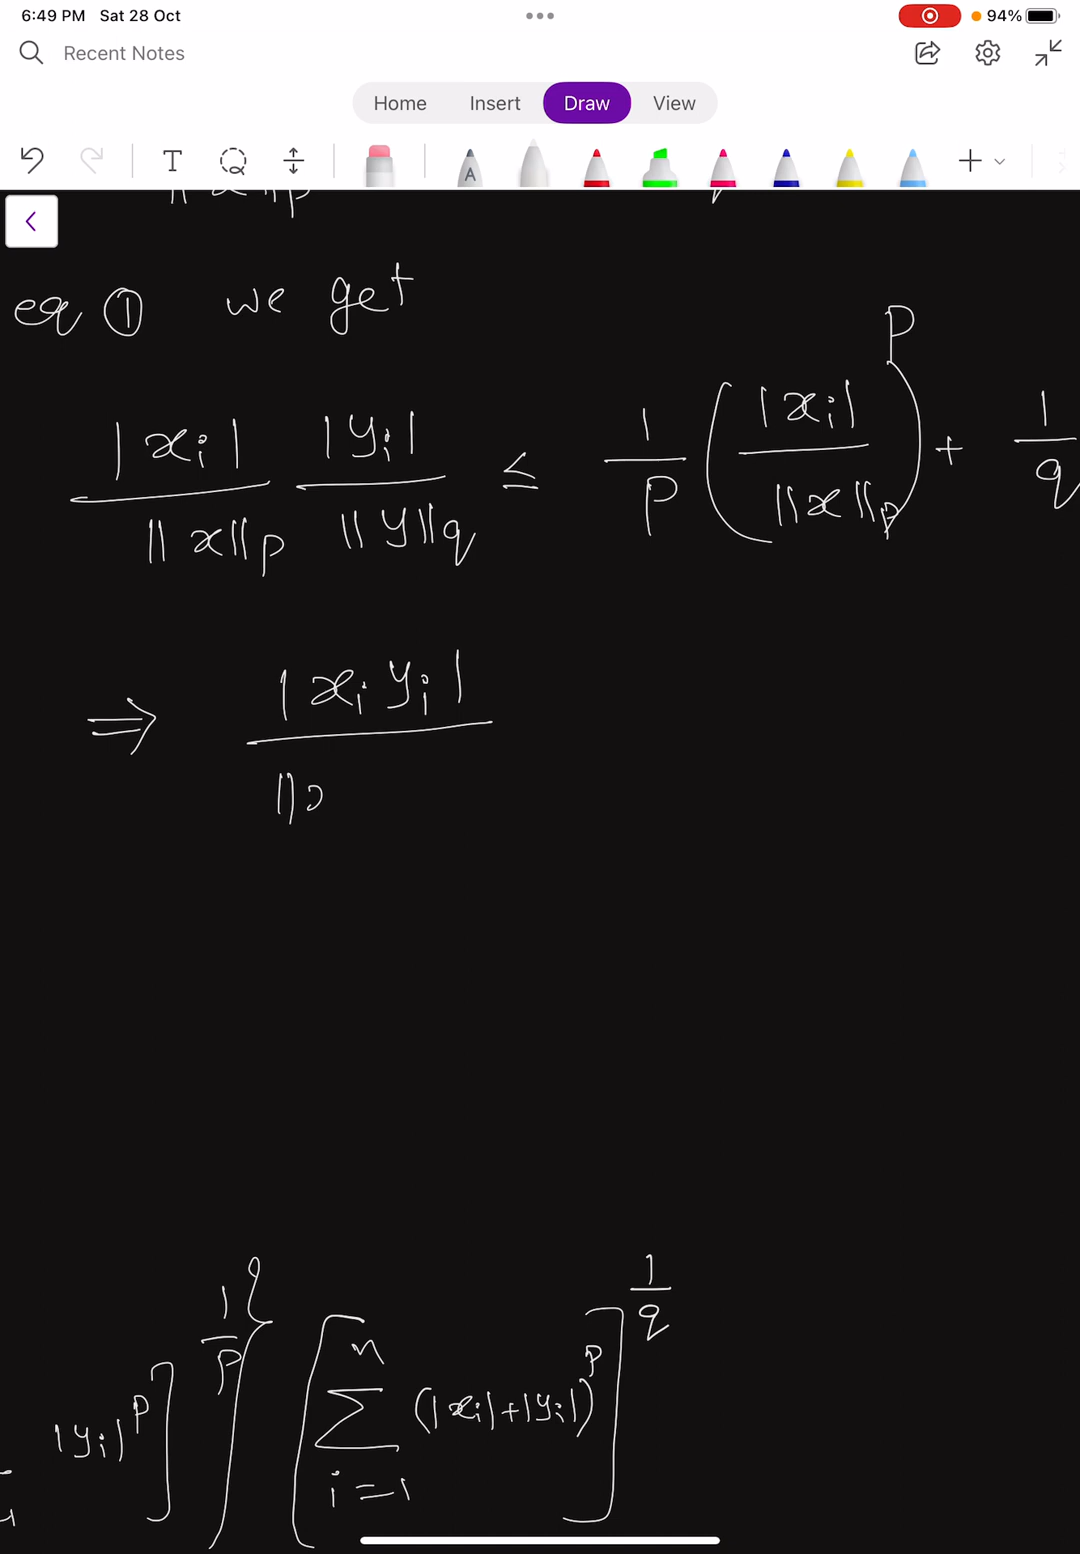 6:49 PM Sat 28 Oct
94%
Recent Notes
Home Insert Draw View
T
A
||x||p
eq ① we get
|xᵢ| / ||x||p |yᵢ| / ||y||q ≤ 1/p (|xᵢ| / ||x||p)^p + 1/q
⇒ |xᵢ yᵢ| / ||x
|yᵢ|^p ]^(1/p) } [ Σ_{i=1}^{n} (|xᵢ|+|yᵢ|)^p ]^(1/q)